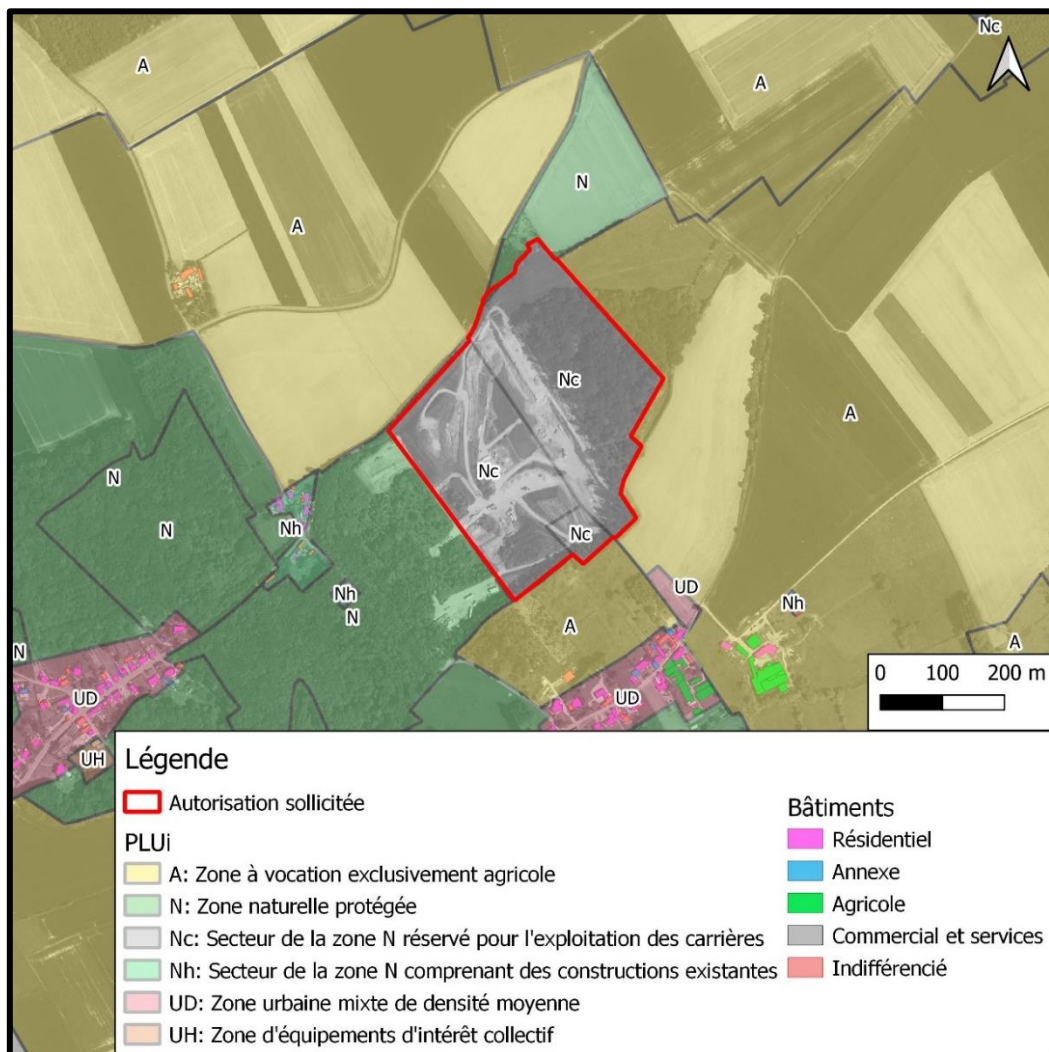 Nc
A
A
N
A
Nc
A
N
Nc
N
Nh
Nc
Nh
N
UD
Nh
A
A
N
UD
UD
UH
0 100 200 m
Légende
Autorisation sollicitée
PLUi
A: Zone à vocation exclusivement agricole
N: Zone naturelle protégée
Nc: Secteur de la zone N réservé pour l'exploitation des carrières
Nh: Secteur de la zone N comprenant des constructions existantes
UD: Zone urbaine mixte de densité moyenne
UH: Zone d'équipements d'intérêt collectif
Bâtiments
Résidentiel
Annexe
Agricole
Commercial et services
Indifférencié